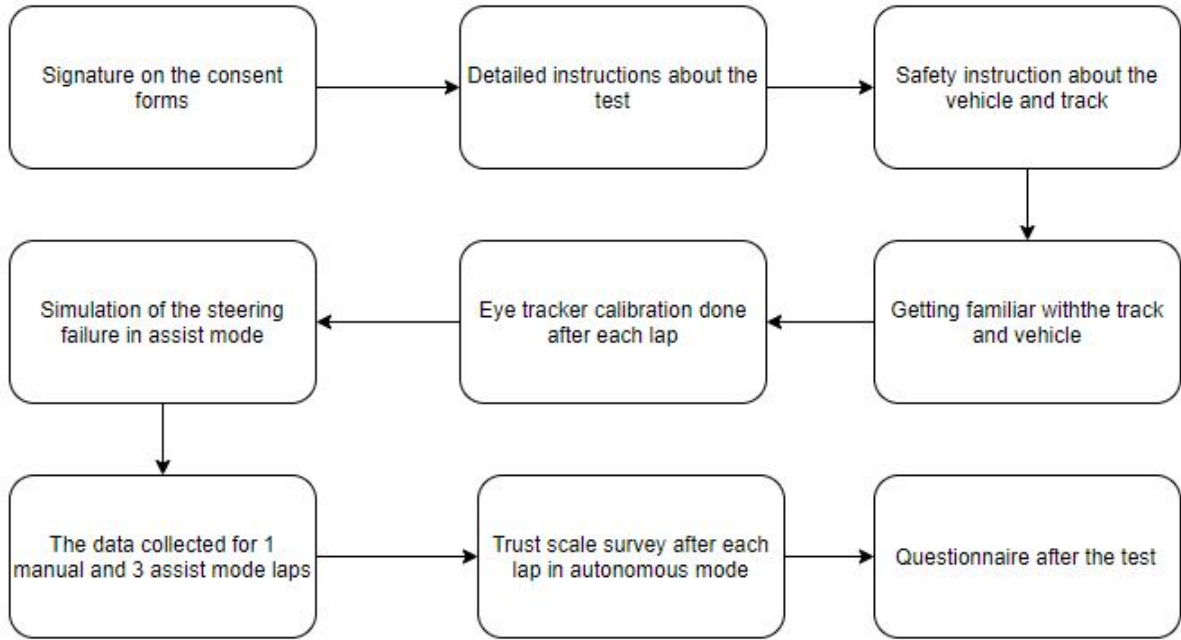 Signature on the consent
forms
Detailed instructions about the
test
Safety instruction about the
vehicle and track
Getting familiar withthe track
and vehicle
Eye tracker calibration done
after each lap
Simulation of the steering
failure in assist mode
The data collected for 1
manual and 3 assist mode laps
Trust scale survey after each
lap in autonomous mode
Questionnaire after the test